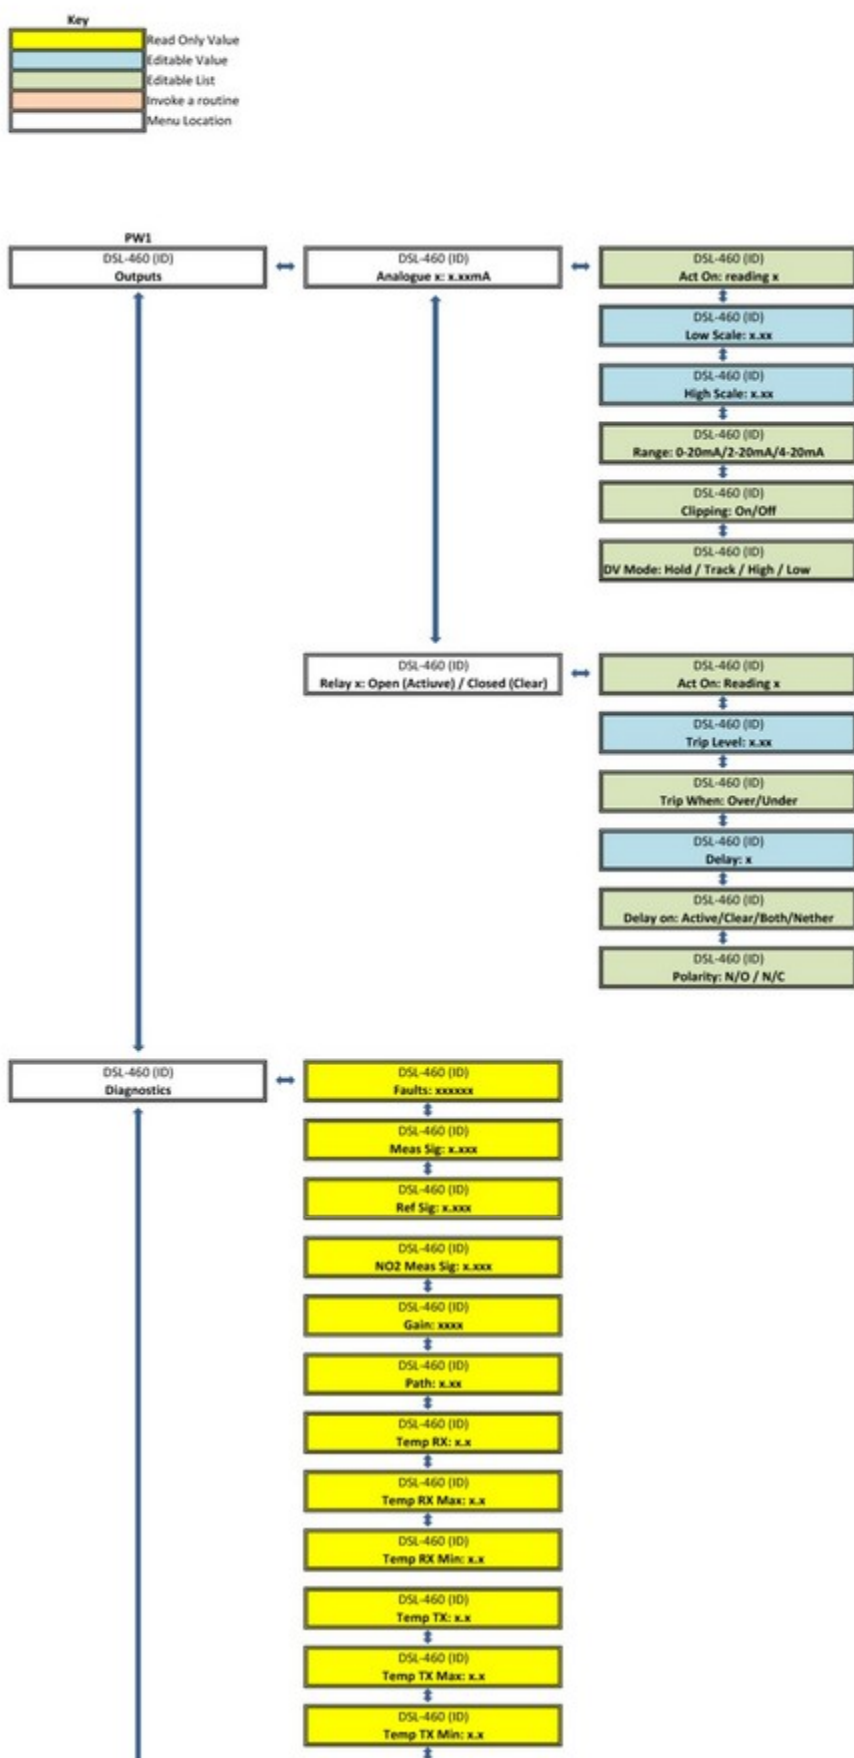 Key
Read Only Value
Editable Value
Editable List
Invoke a routine
Menu Location
PW1
DSL-460 (ID)
Outputs
DSL-460 (ID)
Analogue x: x.xxmA
DSL-460 (ID)
Act On: reading x
DSL-460 (ID)
Low Scale: x.xx
DSL-460 (ID)
High Scale: x.xx
DSL-460 (ID)
Range: 0-20mA/2-20mA/4-20mA
DSL-460 (ID)
Clipping: On/Off
DSL-460 (ID)
DV Mode: Hold / Track / High / Low
DSL-460 (ID)
Relay x: Open (Actiuve) / Closed (Clear)
DSL-460 (ID)
Act On: Reading x
DSL-460 (ID)
Trip Level: x.xx
DSL-460 (ID)
Trip When: Over/Under
DSL-460 (ID)
Delay: x
DSL-460 (ID)
Delay on: Active/Clear/Both/Nether
DSL-460 (ID)
Polarity: N/O / N/C
DSL-460 (ID)
Diagnostics
DSL-460 (ID)
Faults: xxxxxx
DSL-460 (ID)
Meas Sig: x.xxx
DSL-460 (ID)
Ref Sig: x.xxx
DSL-460 (ID)
NO2 Meas Sig: x.xxx
DSL-460 (ID)
Gain: xxxx
DSL-460 (ID)
Path: x.xx
DSL-460 (ID)
Temp RX: x.x
DSL-460 (ID)
Temp RX Max: x.x
DSL-460 (ID)
Temp RX Min: x.x
DSL-460 (ID)
Temp TX: x.x
DSL-460 (ID)
Temp TX Max: x.x
DSL-460 (ID)
Temp TX Min: x.x